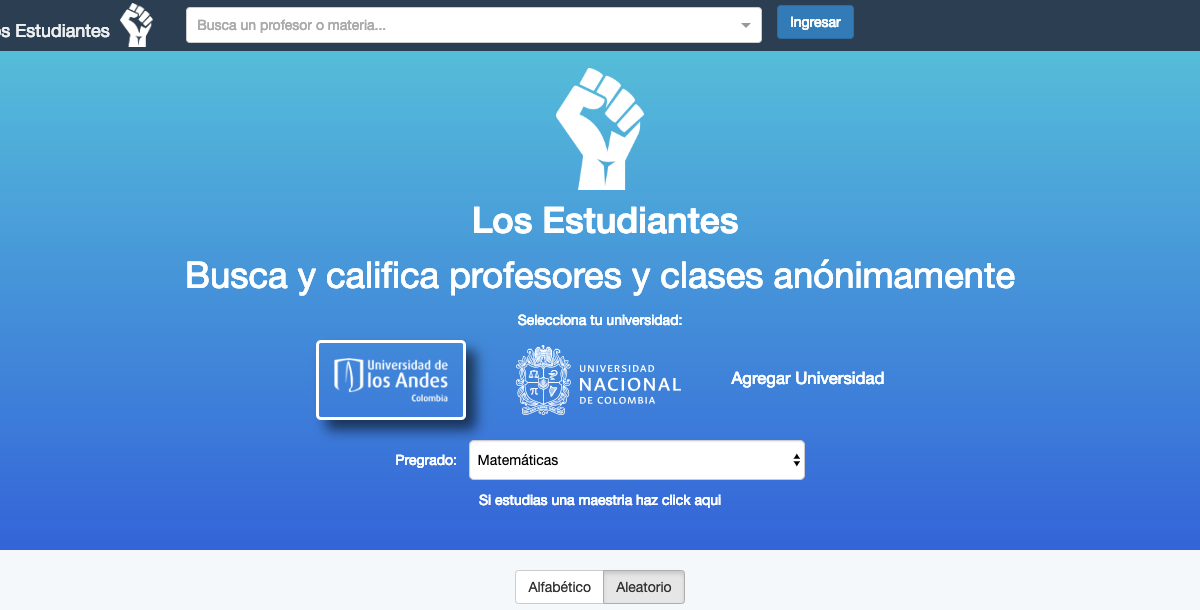 s Estudiantes
Busca un profesor o materia...
Ingresar
Los Estudiantes
Busca y califica profesores y clases anónimamente
Selecciona tu universidad:
Universidad de
los Andes
Colombia
UNIVERSIDAD
NACIONAL
DE COLOMBIA
Agregar Universidad
Pregrado:
Matemáticas
Si estudias una maestria haz click aqui
Alfabético
Aleatorio